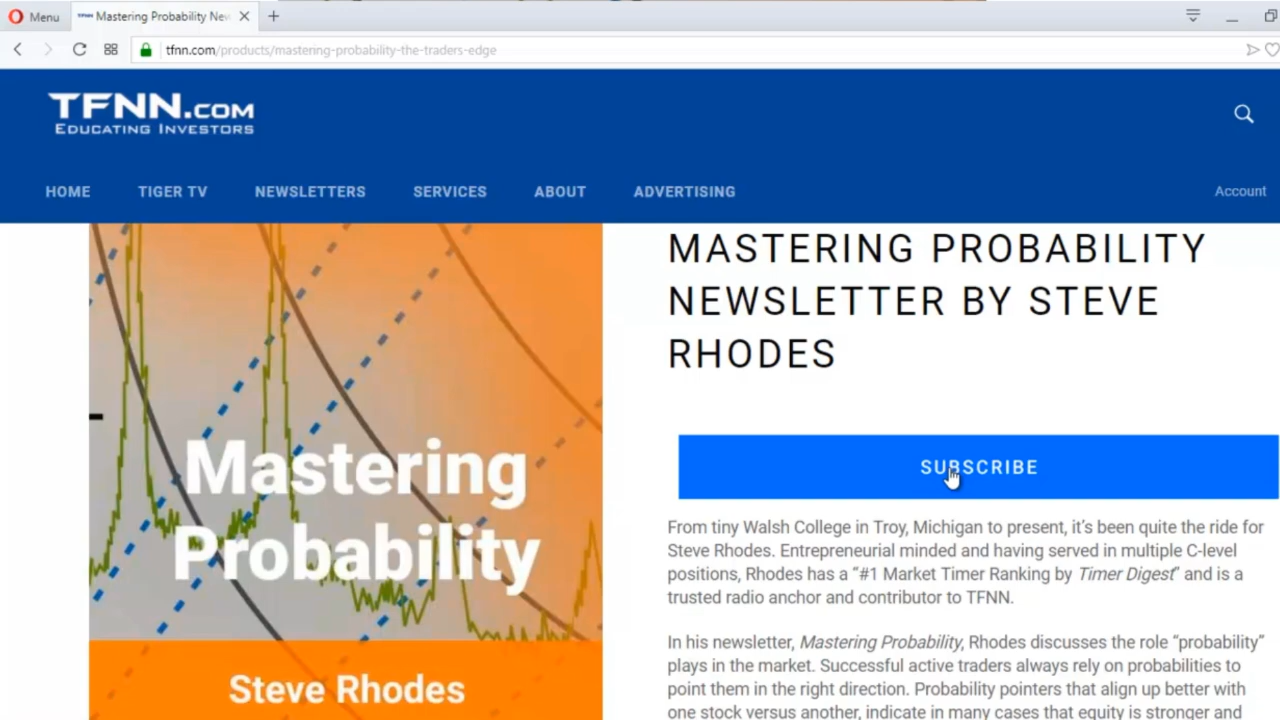 Menu
TFNN Mastering Probability New
tfnn.com/products/mastering-probability-the-traders-edge
TFNN.COM
EDUCATING INVESTORS
HOME TIGER TV NEWSLETTERS SERVICES ABOUT ADVERTISING Account
MASTERING PROBABILITY
NEWSLETTER BY STEVE
RHODES
Mastering
Probability
Steve Rhodes
SUBSCRIBE
From tiny Walsh College in Troy, Michigan to present, it's been quite the ride for
Steve Rhodes. Entrepreneurial minded and having served in multiple C-level
positions, Rhodes has a “#1 Market Timer Ranking by Timer Digest” and is a
trusted radio anchor and contributor to TFNN.
In his newsletter, Mastering Probability, Rhodes discusses the role “probability”
plays in the market. Successful active traders always rely on probabilities to
point them in the right direction. Probability pointers that align up better with
one stock versus another, indicate in many cases that equity is stronger and